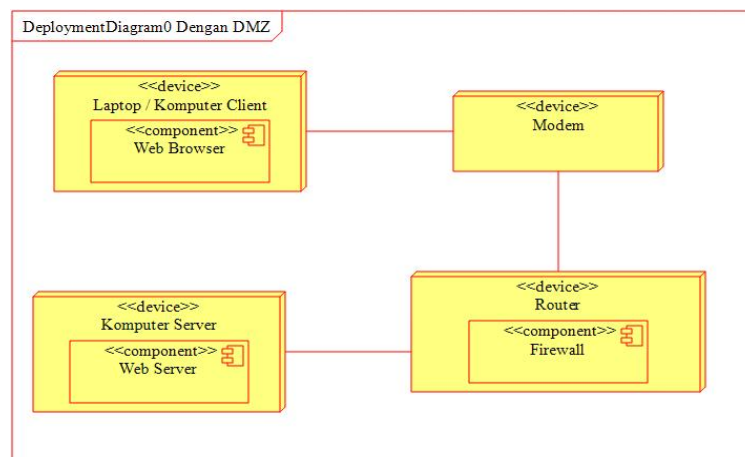 DeploymentDiagram0 Dengan DMZ
<<device>>
Laptop / Komputer Client
<<component>>
Web Browser
<<device>>
Modem
<<device>>
Komputer Server
<<component>>
Web Server
<<device>>
Router
<<component>>
Firewall